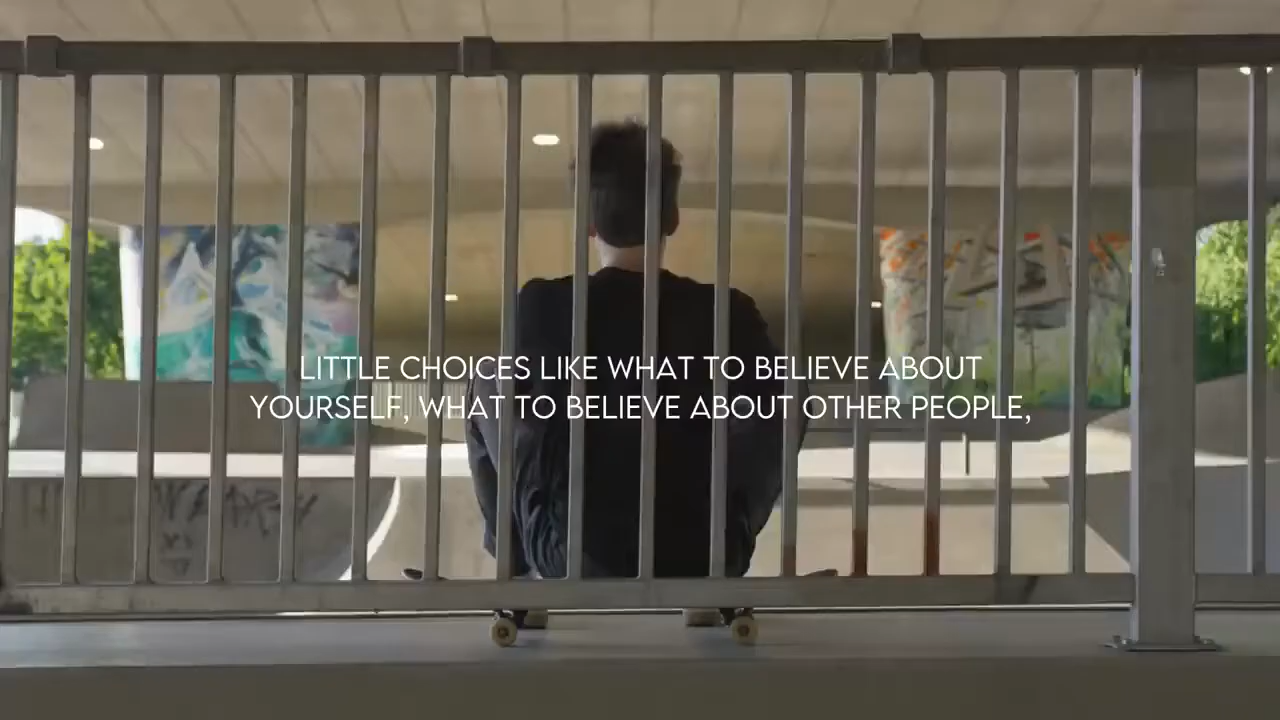 LITTLE CHOICES LIKE WHAT TO BELIEVE ABOUT
YOURSELF, WHAT TO BELIEVE ABOUT OTHER PEOPLE,